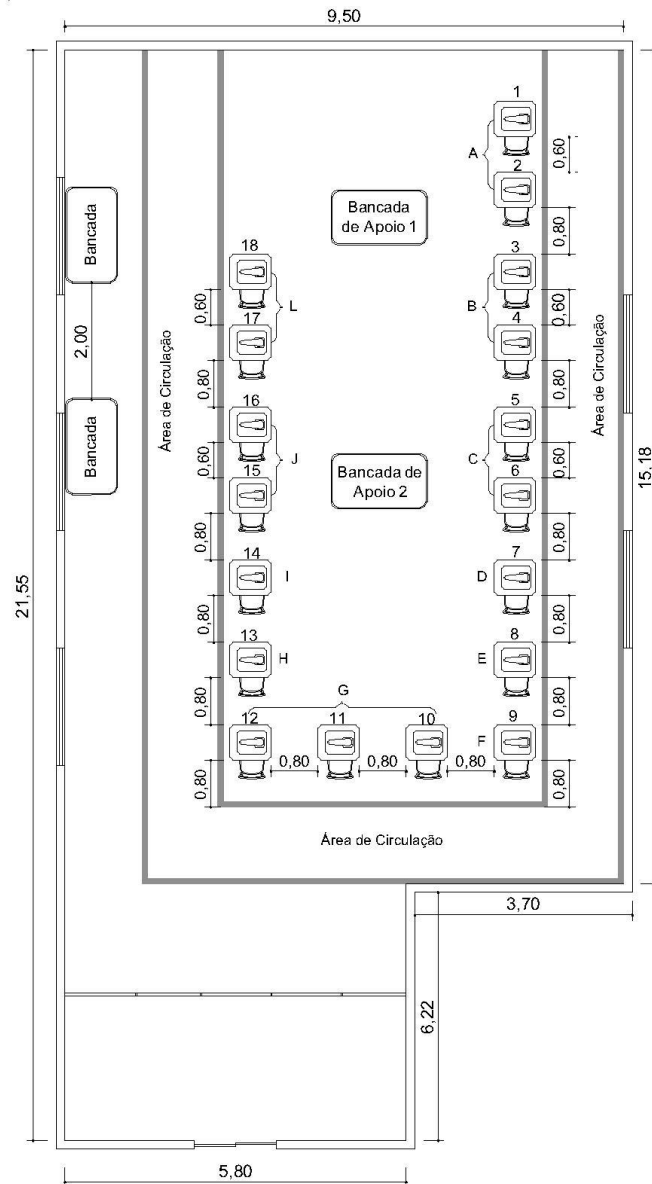 9,50
1
A
0,60
2
Bancada
Bancada
de Apoio 1
0,80
18
3
0,60
L
B
0,60
17
4
2,00
Área de Circulação
Área de Circulação
0,80
0,80
16
5
Bancada
0,60
J
Bancada de
Apoio 2
C
0,60
15
6
15,18
0,80
0,80
14
7
I
D
21,55
0,80
0,80
13
8
H
E
G
0,80
0,80
12
11
10
9
F
0,80
0,80
0,80
0,80
0,80
Área de Circulação
3,70
6,22
5,80